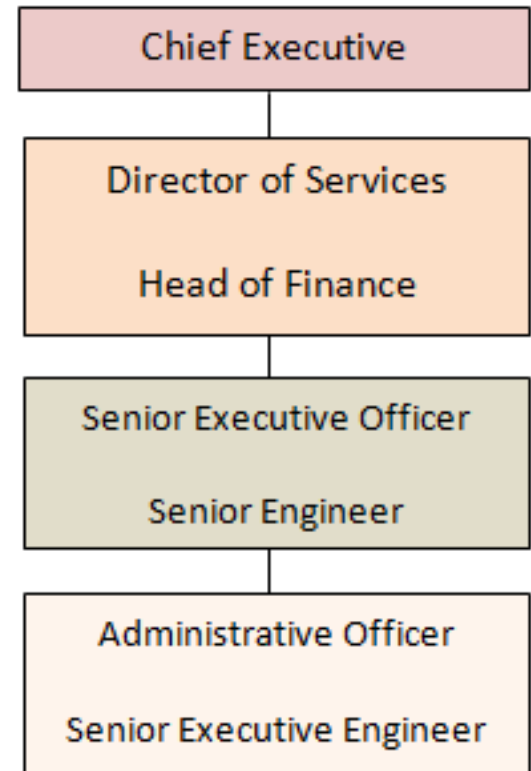 Chief Executive
Director of Services
Head of Finance
Senior Executive Officer
Senior Engineer
Administrative Officer
Senior Executive Engineer